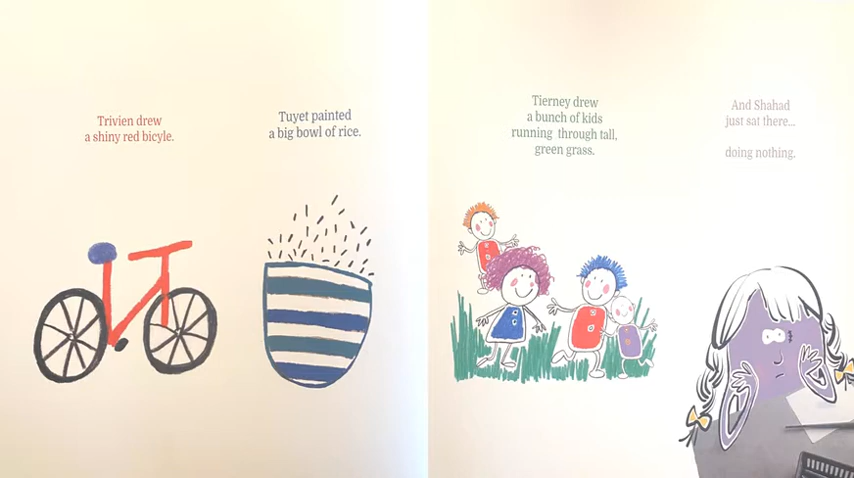 Trivien drew
a shiny red bicyle.
Tuyet painted
a big bowl of rice.
Tierney drew
a bunch of kids
running through tall,
green grass.
And Shahad
just sat there...
doing nothing.